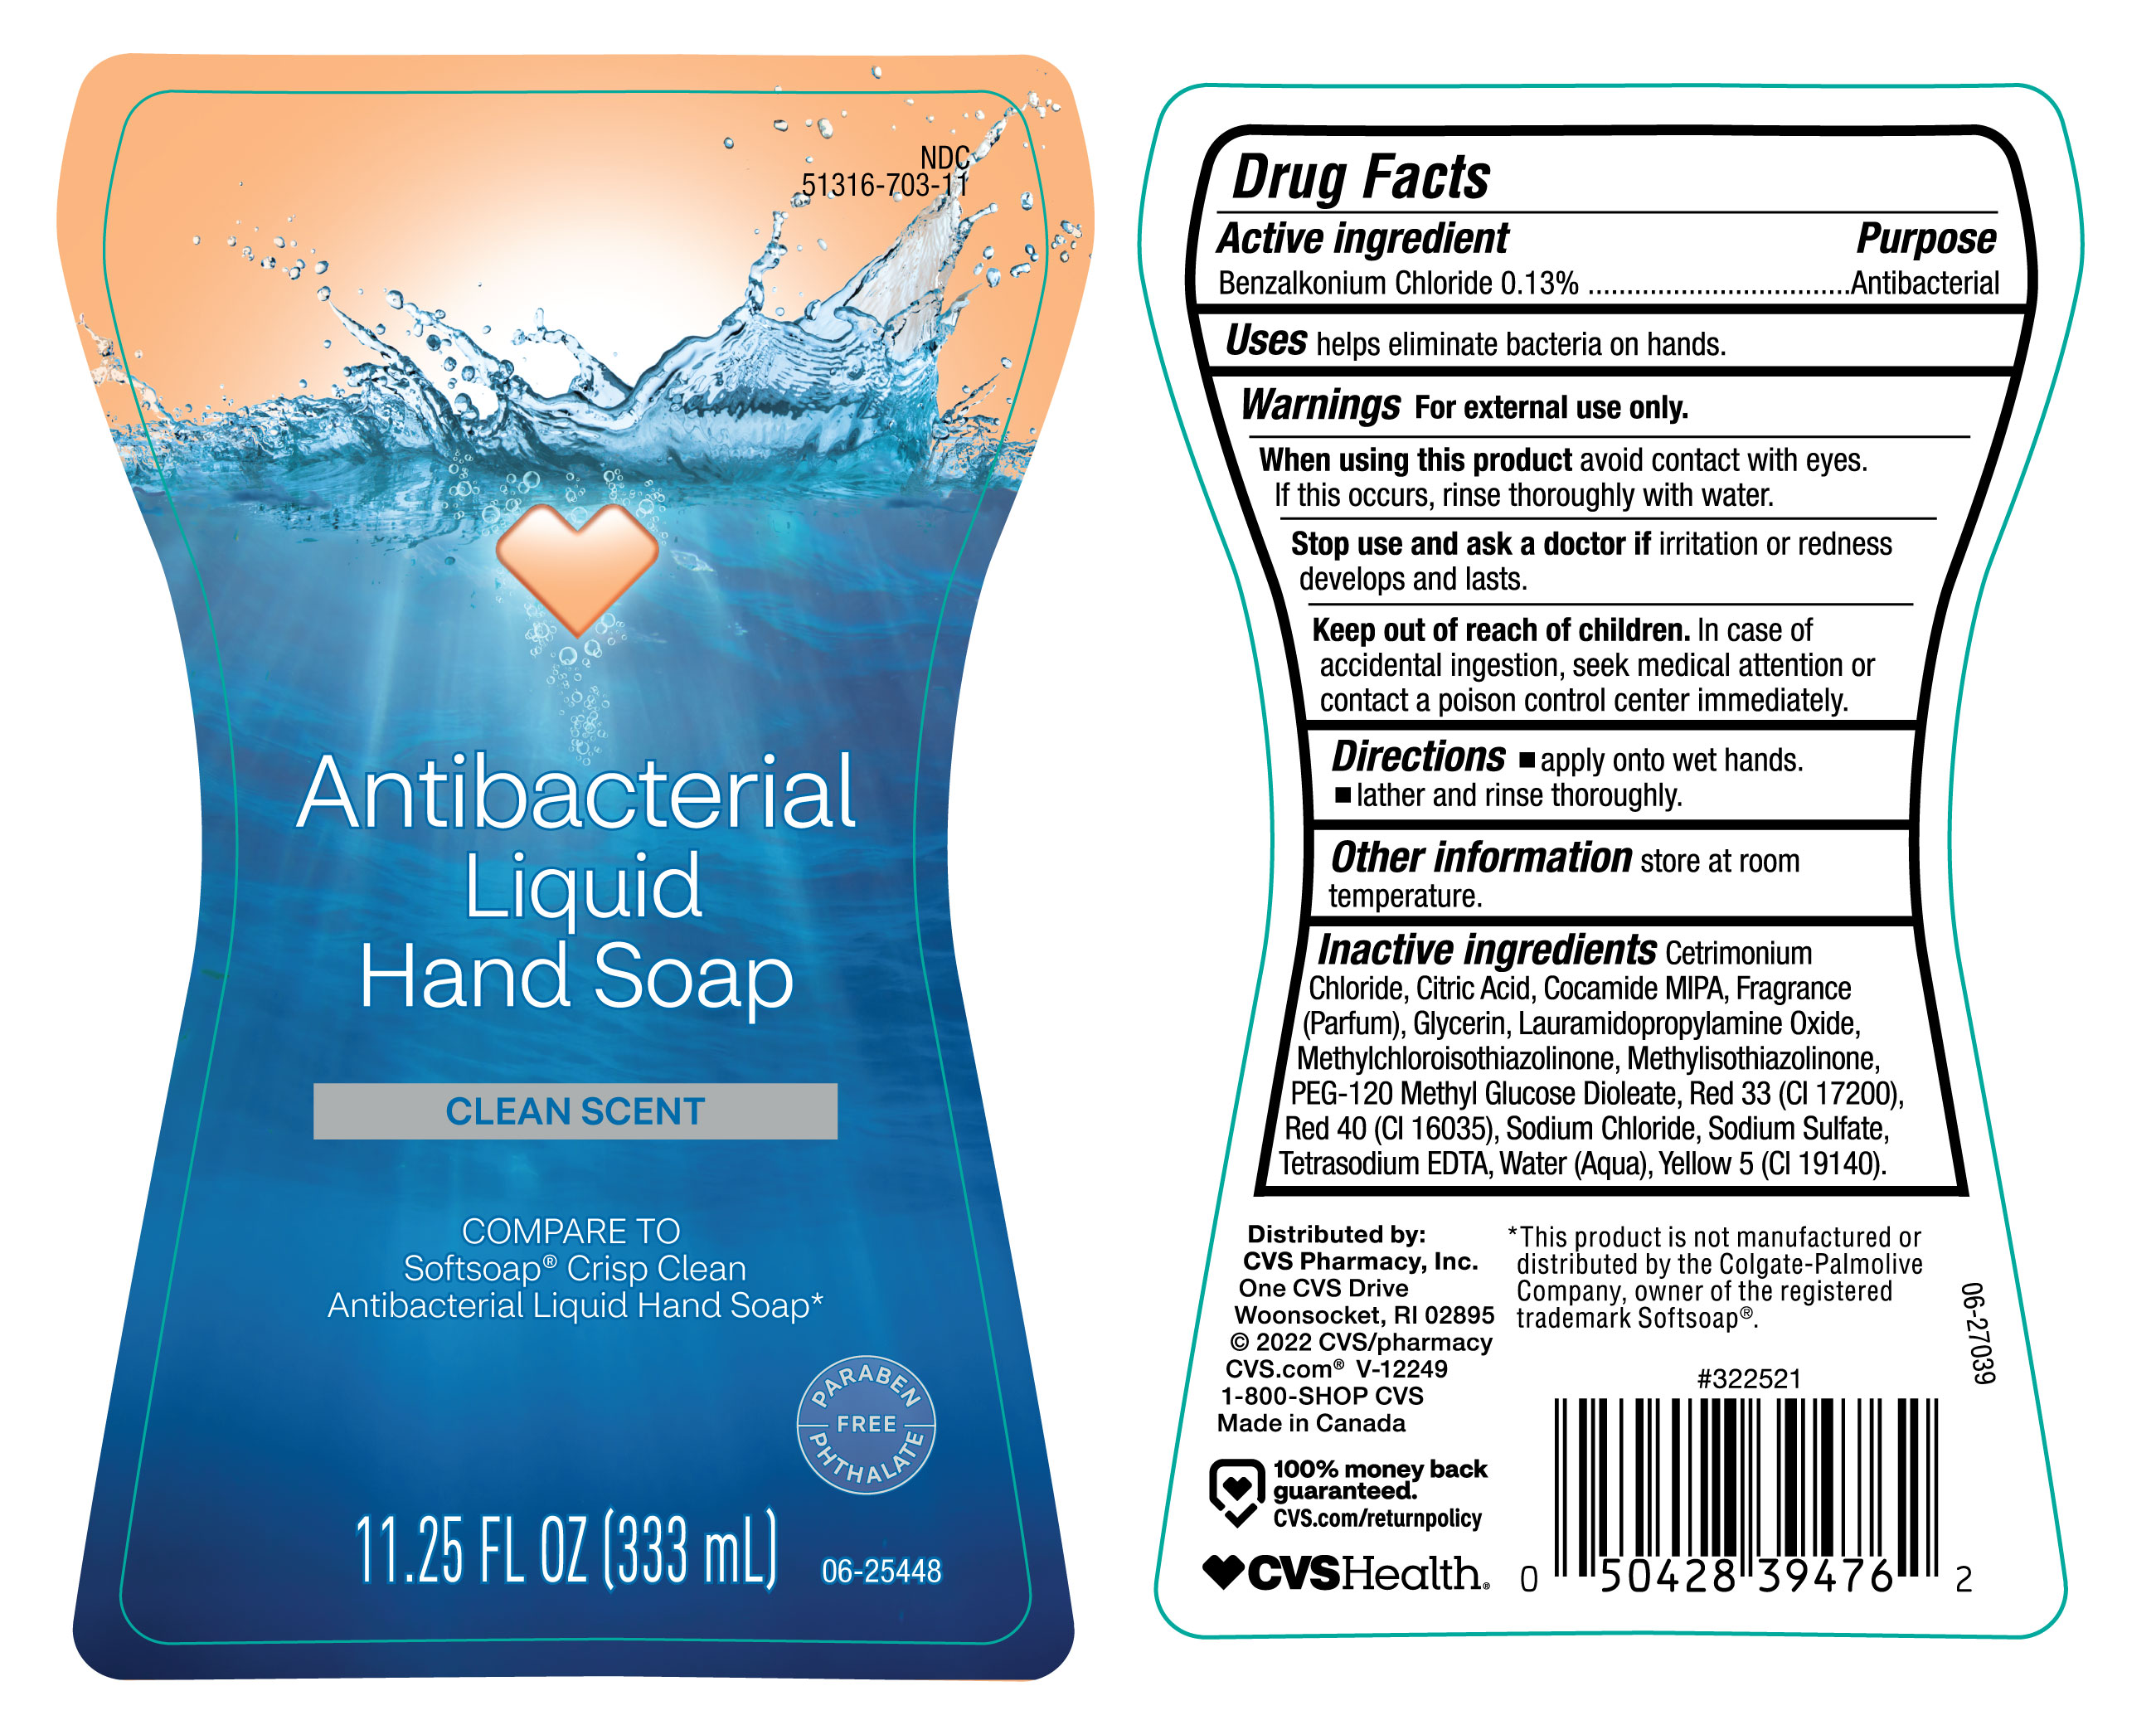 NDC
51316-703-11
Antibacterial
Liquid
Hand Soap
CLEAN SCENT
COMPARE TO
Softsoap® Crisp Clean
Antibacterial Liquid Hand Soap*
PARABEN
FREE
PHTHALATE
11.25 FL OZ (333 mL)
06-25448
Drug Facts
Active ingredient Purpose
Benzalkonium Chloride 0.13% ..................................Antibacterial
Uses helps eliminate bacteria on hands.
Warnings For external use only.
When using this product avoid contact with eyes.
If this occurs, rinse thoroughly with water.
Stop use and ask a doctor if irritation or redness
develops and lasts.
Keep out of reach of children. In case of
accidental ingestion, seek medical attention or
contact a poison control center immediately.
Directions ■ apply onto wet hands.
■ lather and rinse thoroughly.
Other information store at room
temperature.
Inactive ingredients Cetrimonium
Chloride, Citric Acid, Cocamide MIPA, Fragrance
(Parfum), Glycerin, Lauramidopropylamine Oxide,
Methylchloroisothiazolinone, Methylisothiazolinone,
PEG-120 Methyl Glucose Dioleate, Red 33 (CI 17200),
Red 40 (CI 16035), Sodium Chloride, Sodium Sulfate,
Tetrasodium EDTA, Water (Aqua), Yellow 5 (CI 19140).
Distributed by:
CVS Pharmacy, Inc.
One CVS Drive
Woonsocket, RI 02895
© 2022 CVS/pharmacy
CVS.com® V-12249
1-800-SHOP CVS
Made in Canada
100% money back
guaranteed.
CVS.com/returnpolicy
CVSHealth®
*This product is not manufactured or
distributed by the Colgate-Palmolive
Company, owner of the registered
trademark Softsoap®.
06-27039
#322521
0 50428 39476 2